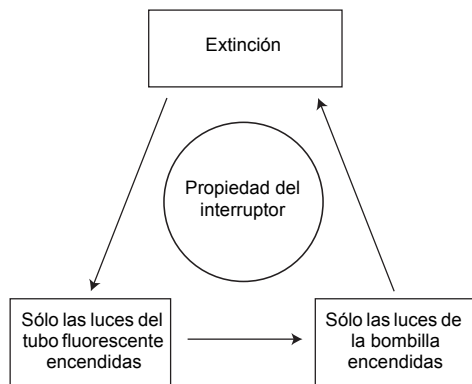 Extinción
Propiedad del
interruptor
Sólo las luces del
tubo fluorescente
encendidas
Sólo las luces de
la bombilla
encendidas